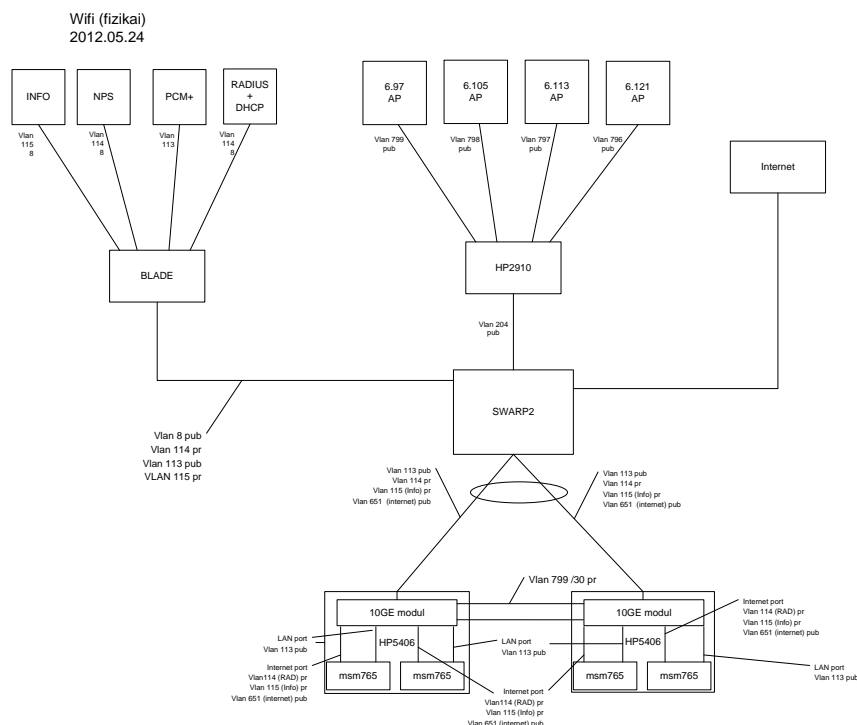 Wifi (fizikai)
2012.05.24
INFO
NPS
PCM+
RADIUS
+
DHCP
6.97
AP
6.105
AP
6.113
AP
6.121
AP
Vlan
115
8
Vlan
114
8
Vlan
113
Vlan
114
8
Vlan 799
pub
Vlan 798
pub
Vlan 797
pub
Vlan 796
pub
Internet
BLADE
HP2910
Vlan 204
pub
SWARP2
Vlan 8 pub
Vlan 114 pr
Vlan 113 pub
VLAN 115 pr
Vlan 113 pub
Vlan 114 pr
Vlan 115 (Info) pr
Vlan 651 (internet) pub
Vlan 113 pub
Vlan 114 pr
Vlan 115 (Info) pr
Vlan 651 (internet) pub
Vlan 799 /30 pr
10GE modul
HP5406
msm765
msm765
LAN port
Vlan 113 pub
Internet port
Vlan114 (RAD) pr
Vlan 115 (Info) pr
Vlan 651 (internet) pub
LAN port
Vlan 113 pub
Internet port
Vlan114 (RAD) pr
Vlan 115 (Info) pr
Vlan 651 (internet) pub
10GE modul
HP5406
msm765
msm765
Internet port
Vlan 114 (RAD) pr
Vlan 115 (Info) pr
Vlan 651 (internet) pub
LAN port
Vlan 113 pub